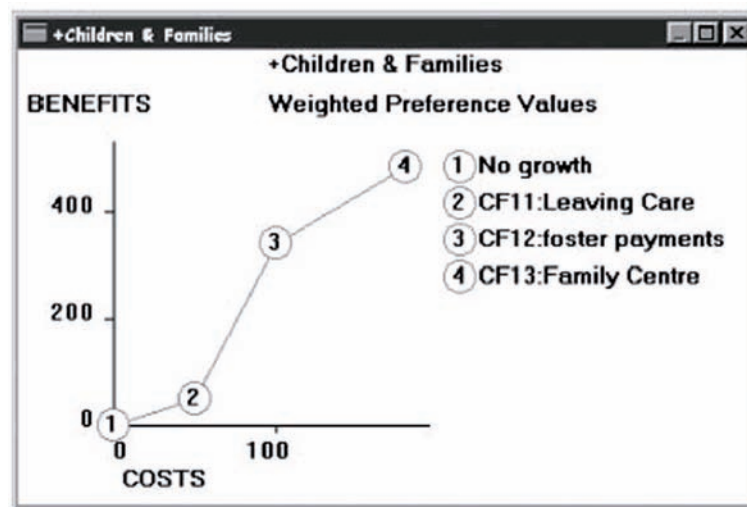 +Children & Families
+Children & Families
BENEFITS Weighted Preference Values
400
200
0
0 100
COSTS
1 No growth
2 CF11:Leaving Care
3 CF12:foster payments
4 CF13:Family Centre
1
2
3
4